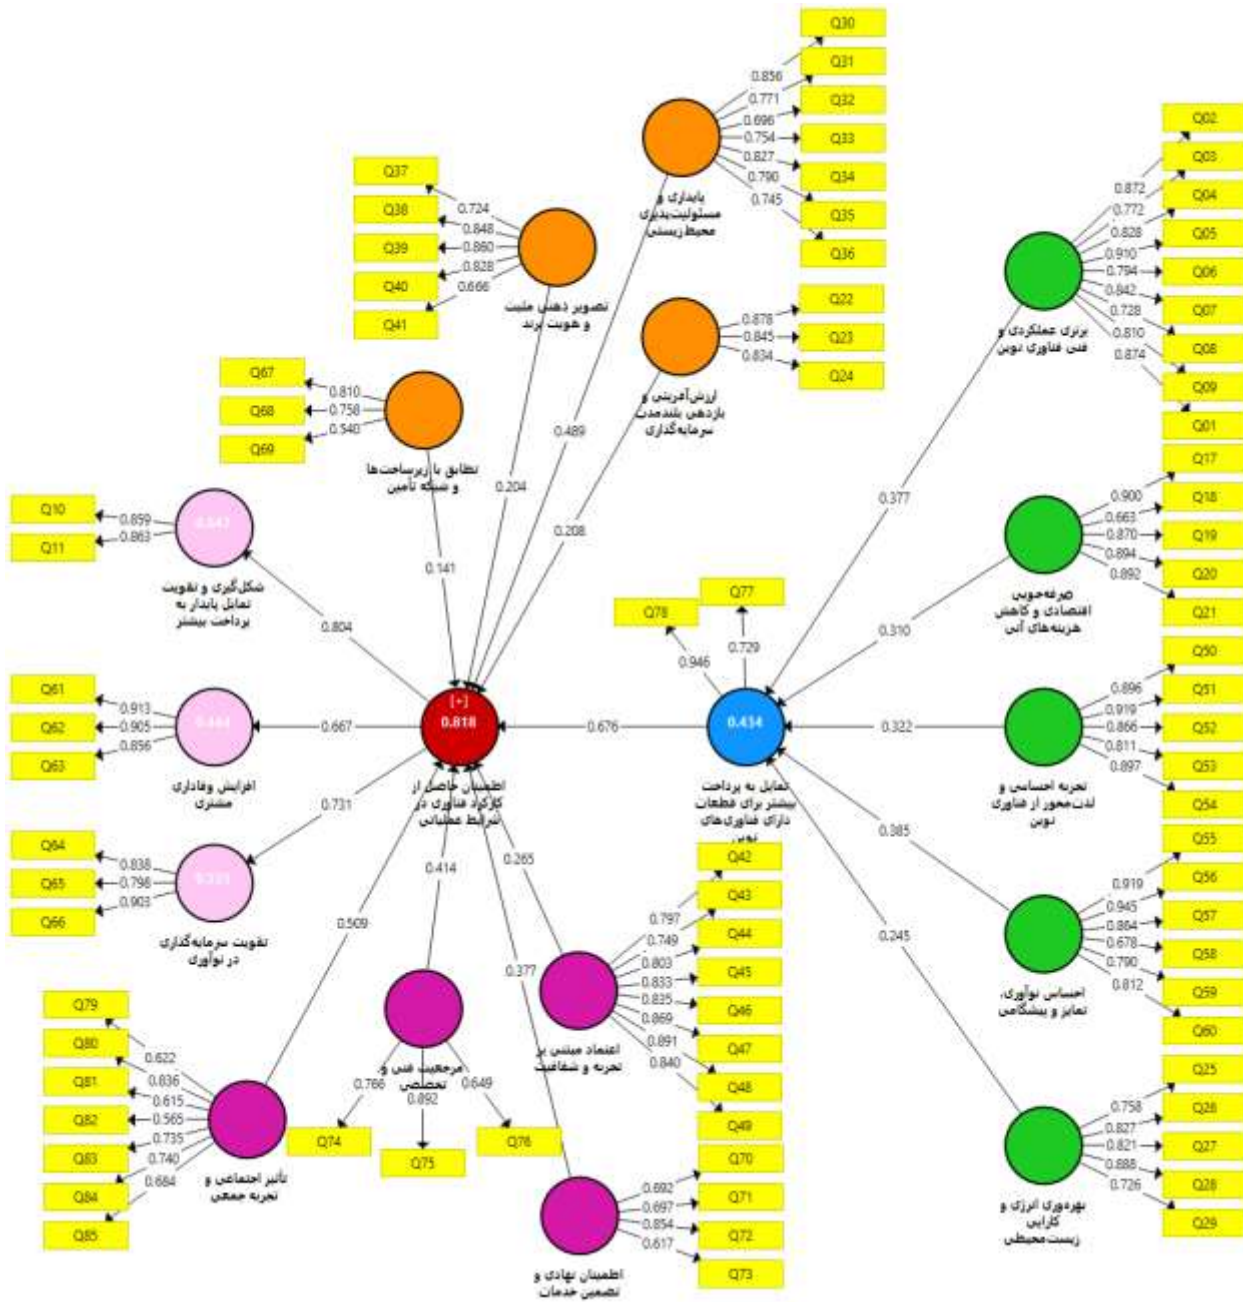 Q30
Q31
Q32
Q33
Q34
Q35
Q36
0.856
0.771
0.696
0.754
0.827
0.790
0.745
پایداری و
مسئولیت‌پذیری
محیط‌زیستی
Q37
Q38
Q39
Q40
Q41
0.724
0.848
0.860
0.828
0.666
تصویر ذهنی مثبت
و هویت برند
Q22
Q23
Q24
0.878
0.845
0.834
ارزش‌آفرینی و
بازدهی بلندمدت
سرمایه‌گذاری
Q67
Q68
Q69
0.810
0.758
0.540
تطابق با زیرساخت‌ها
و شبکه تأمین
0.489
0.204
0.208
0.141
Q02
Q03
Q04
Q05
Q06
Q07
Q08
Q09
Q01
0.872
0.772
0.828
0.910
0.794
0.842
0.728
0.810
0.874
برتری عملکردی و
فنی فناوری نوین
0.377
Q17
Q18
Q19
Q20
Q21
0.900
0.663
0.870
0.894
0.892
صرفه‌جویی
اقتصادی و کاهش
هزینه‌های آتی
0.310
Q50
Q51
Q52
Q53
Q54
0.896
0.919
0.866
0.811
0.897
تجربه احساسی و
لذت‌محور از فناوری
نوین
0.322
Q55
Q56
Q57
Q58
Q59
Q60
0.919
0.945
0.864
0.678
0.790
0.812
احساس نوآوری،
تمایز و پیشگامی
0.385
Q25
Q26
Q27
Q28
Q29
0.758
0.827
0.821
0.888
0.726
بهره‌وری انرژی و
کارایی
زیست‌محیطی
0.245
Q77
Q78
0.729
0.946
0.434
تمایل به پرداخت
بیشتر برای قطعات
دارای فناوری‌های
نوین
0.676
[+]
0.818
اطمینان حاصل از
کارکرد فناوری در
شرایط عملیاتی
Q10
Q11
0.859
0.863
شکل‌گیری و تقویت
تمایل پایدار به
پرداخت بیشتر
0.804
Q61
Q62
Q63
0.913
0.905
0.856
افزایش وفاداری
مشتری
0.667
Q64
Q65
Q66
0.838
0.798
0.903
تقویت سرمایه‌گذاری
در نوآوری
0.731
Q79
Q80
Q81
Q82
Q83
Q84
Q85
0.622
0.836
0.615
0.565
0.735
0.740
0.684
تأثیر اجتماعی و
تجربه جمعی
0.509
Q74
Q75
Q76
0.766
0.892
0.649
مرجعیت فنی و
تخصصی
0.414
Q42
Q43
Q44
Q45
Q46
Q47
Q48
Q49
0.797
0.749
0.803
0.833
0.835
0.869
0.891
0.840
اعتماد مبتنی بر
تجربه و شفافیت
0.265
Q70
Q71
Q72
Q73
0.692
0.697
0.854
0.617
اطمینان نهادی و
تضمین خدمات
0.377